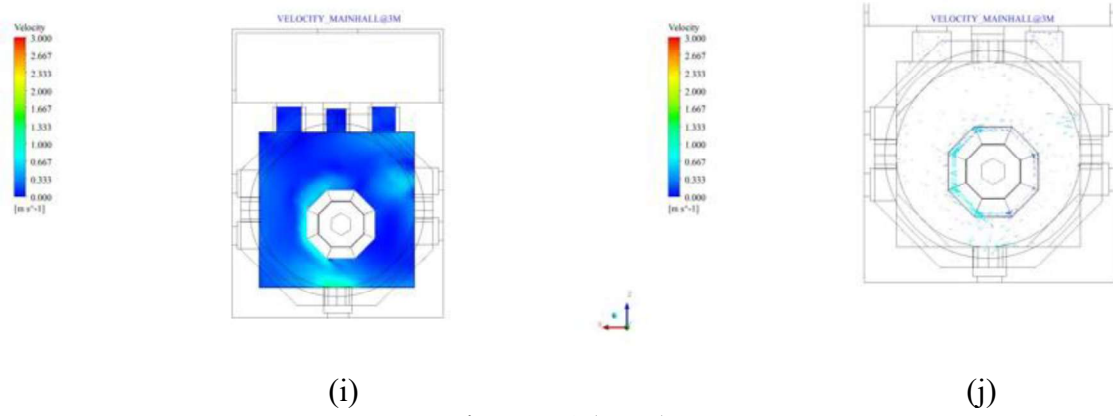 VELOCITY_MAINHALL@3M
Velocity
3.000
2.667
2.333
2.000
1.667
1.333
1.000
0.667
0.333
0.000
[m s^-1]
VELOCITY_MAINHALL@3M
Velocity
3.000
2.667
2.333
2.000
1.667
1.333
1.000
0.667
0.333
0.000
[m s^-1]
Z
(i)
(j)